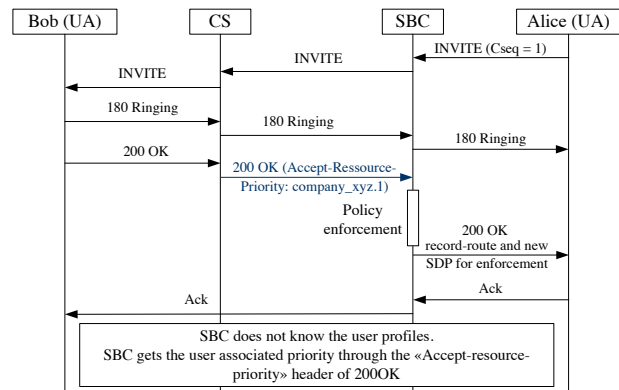 Bob (UA)
CS
SBC
Alice (UA)
INVITE (Cseq = 1)
INVITE
INVITE
180 Ringing
180 Ringing
180 Ringing
200 OK
200 OK (Accept-Ressource-
Priority: company_xyz.1)
Policy
enforcement
200 OK
record-route and new
SDP for enforcement
Ack
Ack
SBC does not know the user profiles.
SBC gets the user associated priority through the «Accept-resource-
priority» header of 200OK